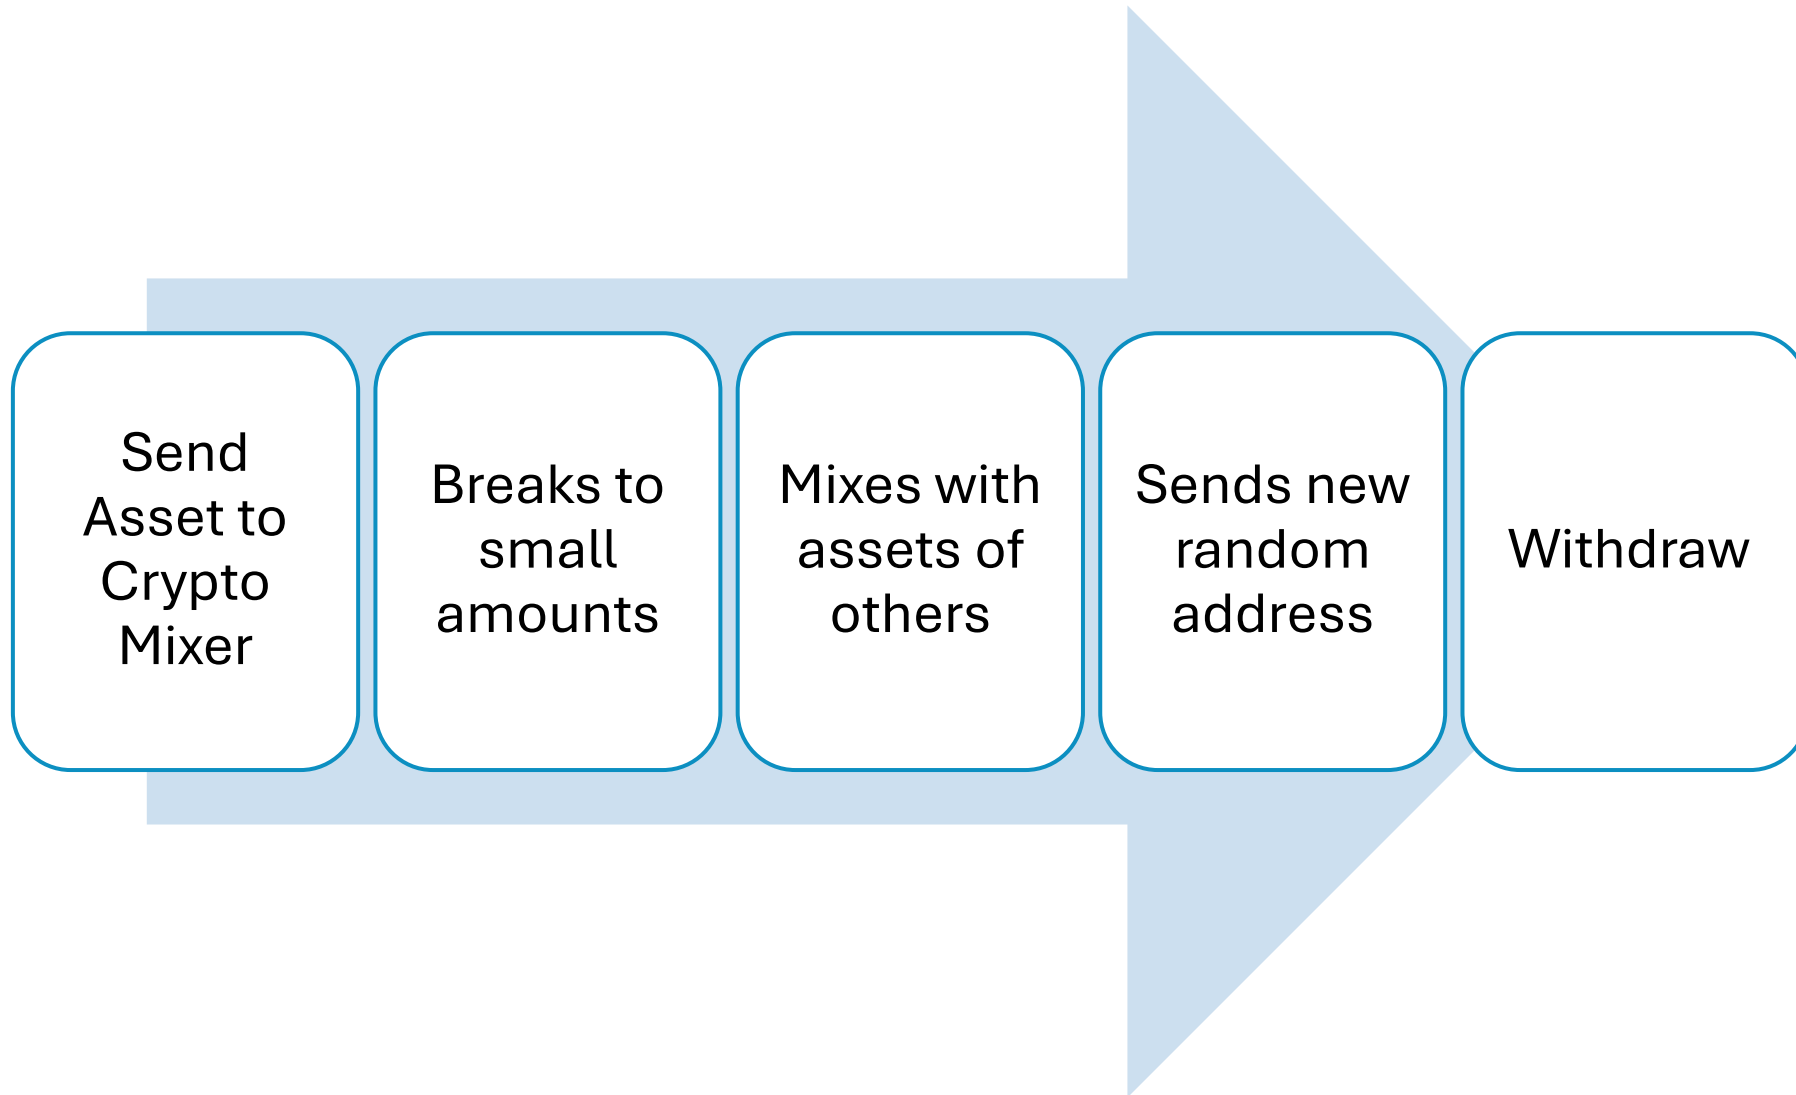 Send
Asset to
Crypto
Mixer
Breaks to
small
amounts
Mixes with
assets of
others
Sends new
random
address
Withdraw